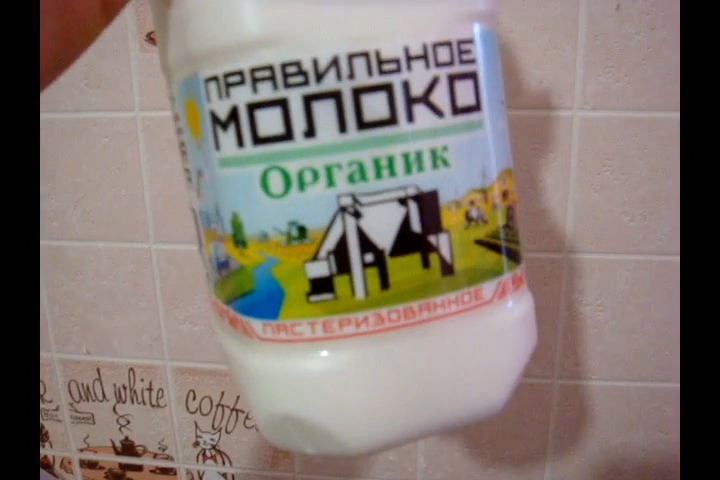 ПРАВИЛЬНОЕ
МОЛОКО
Органик
ПАСТЕРИЗОВАННОЕ
and white
coffee